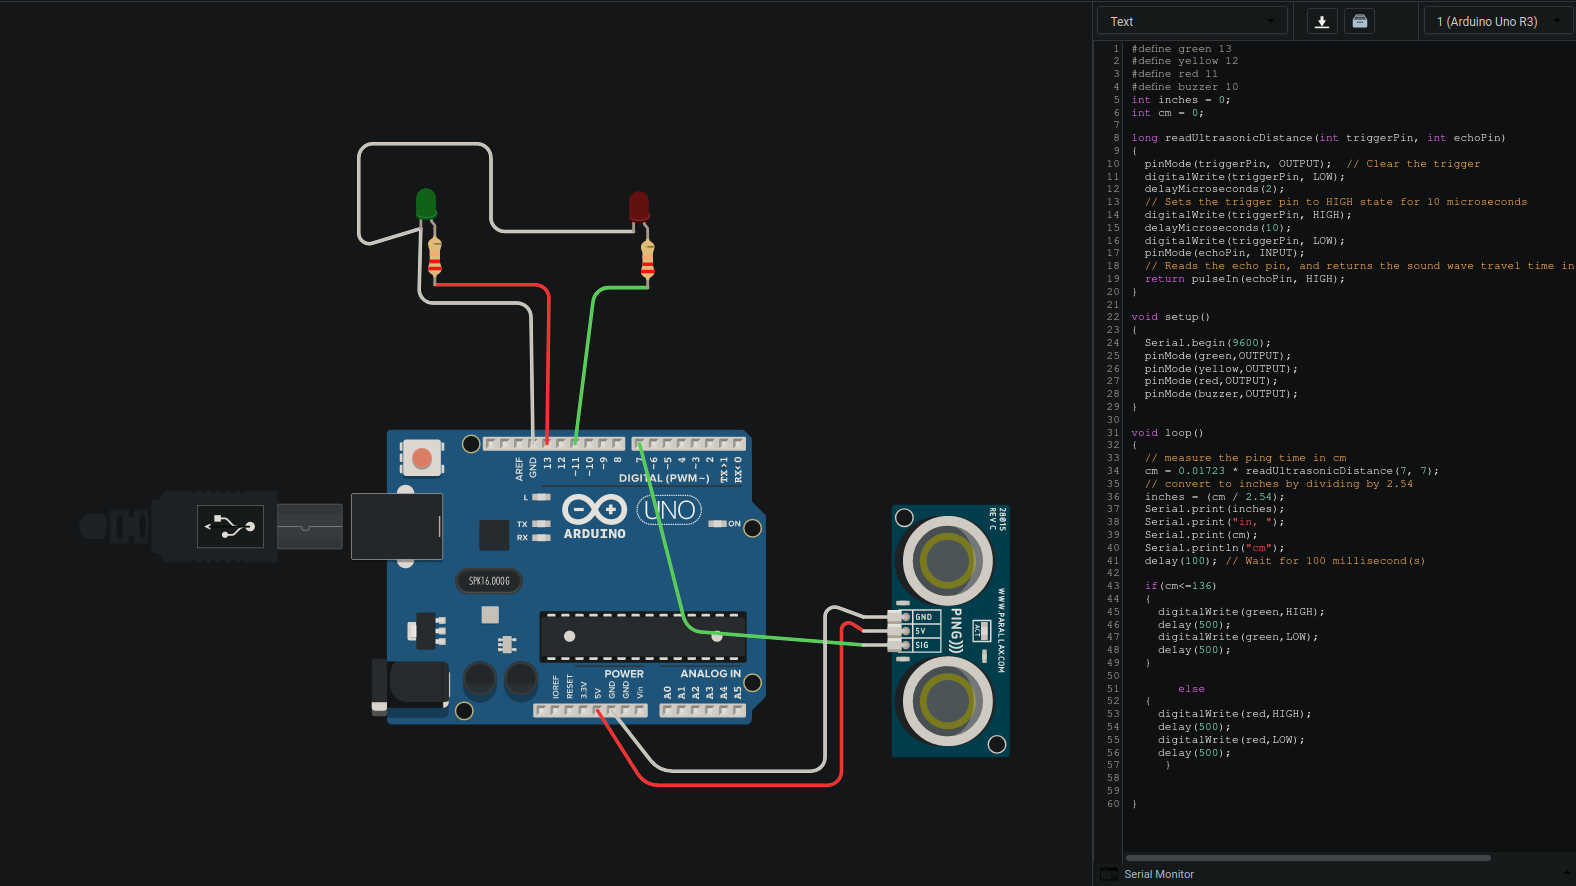 Text
1 (Arduino Uno R3)
1 #define green 13
2 #define yellow 12
3 #define red 11
4 #define buzzer 10
5 int inches = 0;
6 int cm = 0;
7
8 long readUltrasonicDistance(int triggerPin, int echoPin)
9 {
10 pinMode(triggerPin, OUTPUT);  // Clear the trigger
11 digitalWrite(triggerPin, LOW);
12 delayMicroseconds(2);
13 // Sets the trigger pin to HIGH state for 10 microseconds
14 digitalWrite(triggerPin, HIGH);
15 delayMicroseconds(10);
16 digitalWrite(triggerPin, LOW);
17 pinMode(echoPin, INPUT);
18 // Reads the echo pin, and returns the sound wave travel time in
19 return pulseIn(echoPin, HIGH);
20 }
21
22 void setup()
23 {
24 Serial.begin(9600);
25 pinMode(green,OUTPUT);
26 pinMode(yellow,OUTPUT);
27 pinMode(red,OUTPUT);
28 pinMode(buzzer,OUTPUT);
29 }
30
31 void loop()
32 {
33 // measure the ping time in cm
34 cm = 0.01723 * readUltrasonicDistance(7, 7);
35 // convert to inches by dividing by 2.54
36 inches = (cm / 2.54);
37 Serial.print(inches);
38 Serial.print("in, ");
39 Serial.print(cm);
40 Serial.println("cm");
41 delay(100); // Wait for 100 millisecond(s)
42
43 if(cm<=136)
44 {
45 digitalWrite(green,HIGH);
46 delay(500);
47 digitalWrite(green,LOW);
48 delay(500);
49 }
50
51 else
52 {
53 digitalWrite(red,HIGH);
54 delay(500);
55 digitalWrite(red,LOW);
56 delay(500);
57 }
58
59
60 }
Serial Monitor
AREF
GND
13
12
~11
~10
~9
8
7
6
~5
4
~3
2
TX>1
RX<0
DIGITAL (PWM~)
L
TX
RX
ARDUINO
UNO
ON
SPK16.000G
POWER
ANALOG IN
IOREF
RESET
3.3V
5V
GND
GND
Vin
A0
A1
A2
A3
A4
A5
28015
REV C
WWW.PARALLAX.COM
PING)))
ACT
GND
5V
SIG